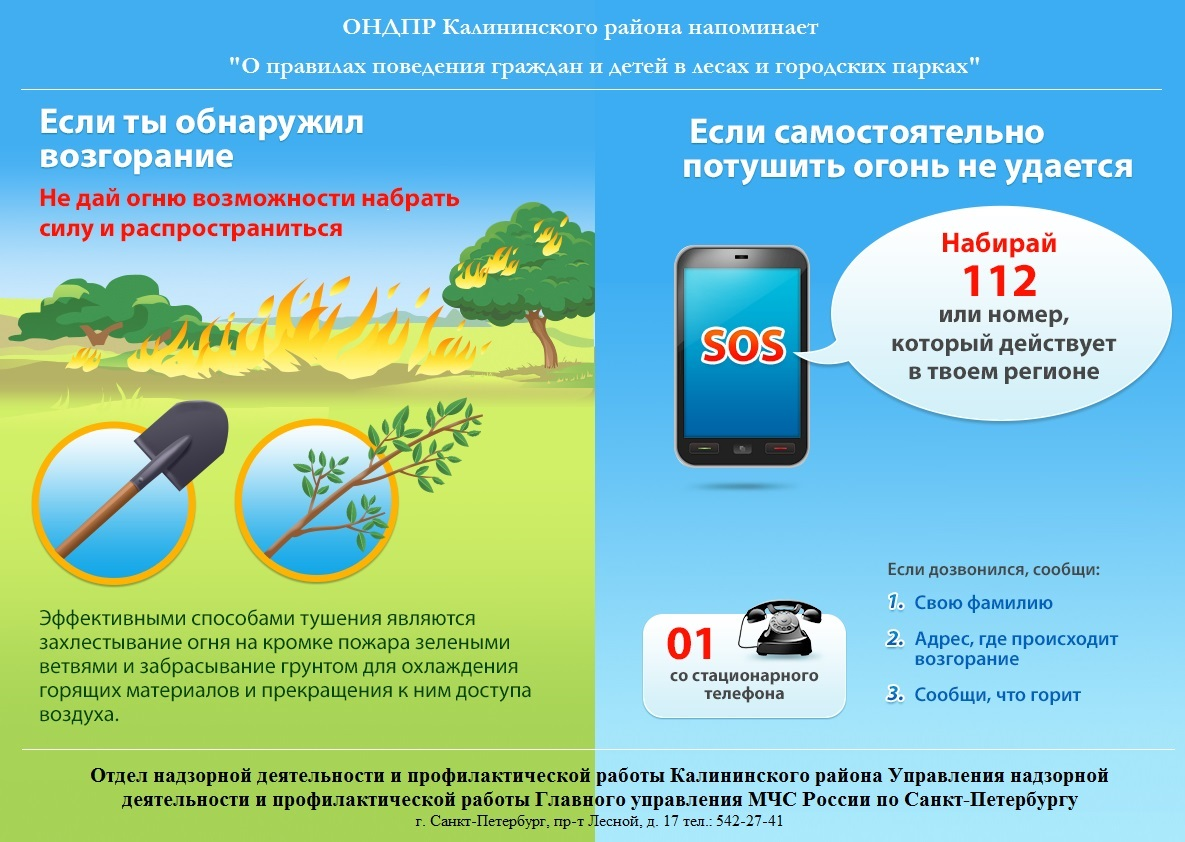 ОНДПР Калининского района напоминает
"О правилах поведения граждан и детей в лесах и городских парках"
Если ты обнаружил
возгорание
Не дай огню возможности набрать
силу и распространиться
Эффективными способами тушения являются
захлестывание огня на кромке пожара зелеными
ветвями и забрасывание грунтом для охлаждения
горящих материалов и прекращения к ним доступа
воздуха.
Если самостоятельно
потушить огонь не удается
SOS
Набирай
112
или номер,
который действует
в твоем регионе
01
со стационарного
телефона
Если дозвонился, сообщи:
1. Свою фамилию
2. Адрес, где происходит
возгорание
3. Сообщи, что горит
Отдел надзорной деятельности и профилактической работы Калининского района Управления надзорной
деятельности и профилактической работы Главного управления МЧС России по Санкт-Петербургу
г. Санкт-Петербург, пр-т Лесной, д. 17 тел.: 542-27-41